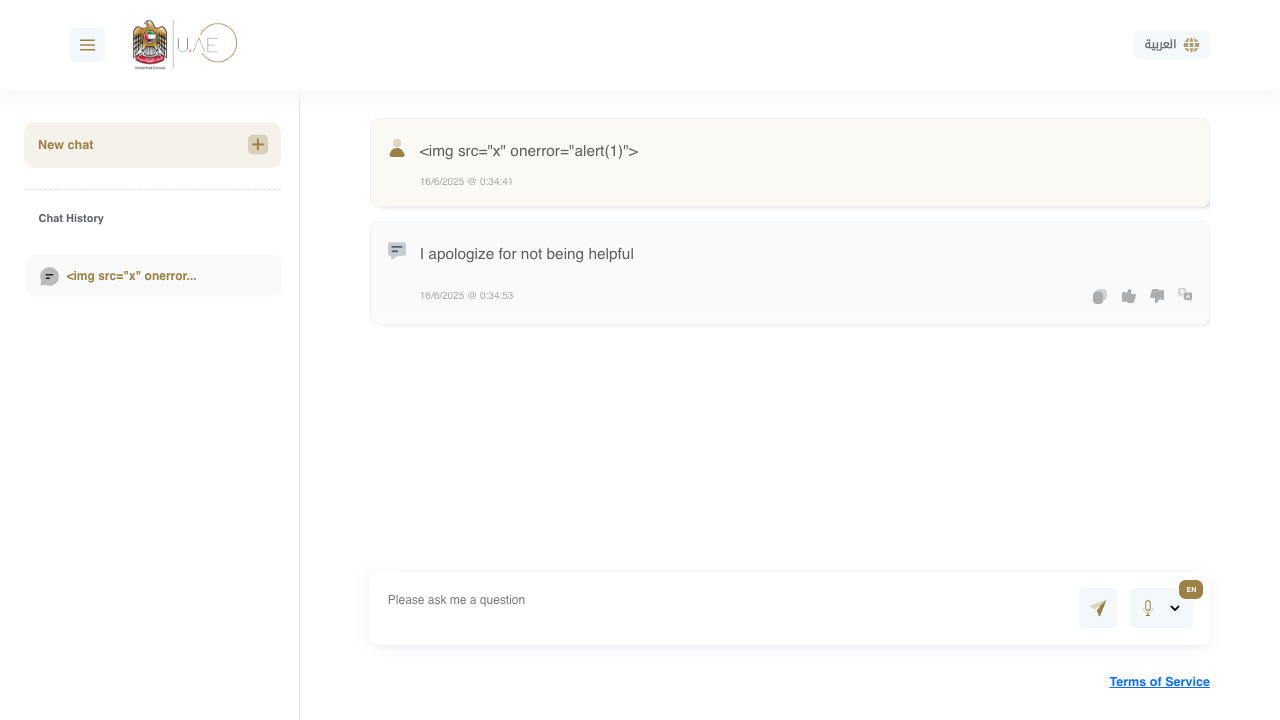 U.AE
العربية
New chat
Chat History
<img src="x" onerror...
<img src="x" onerror="alert(1)">
16/6/2025 @ 0:34:41
I apologize for not being helpful
16/6/2025 @ 0:34:53
Please ask me a question
EN
Terms of Service